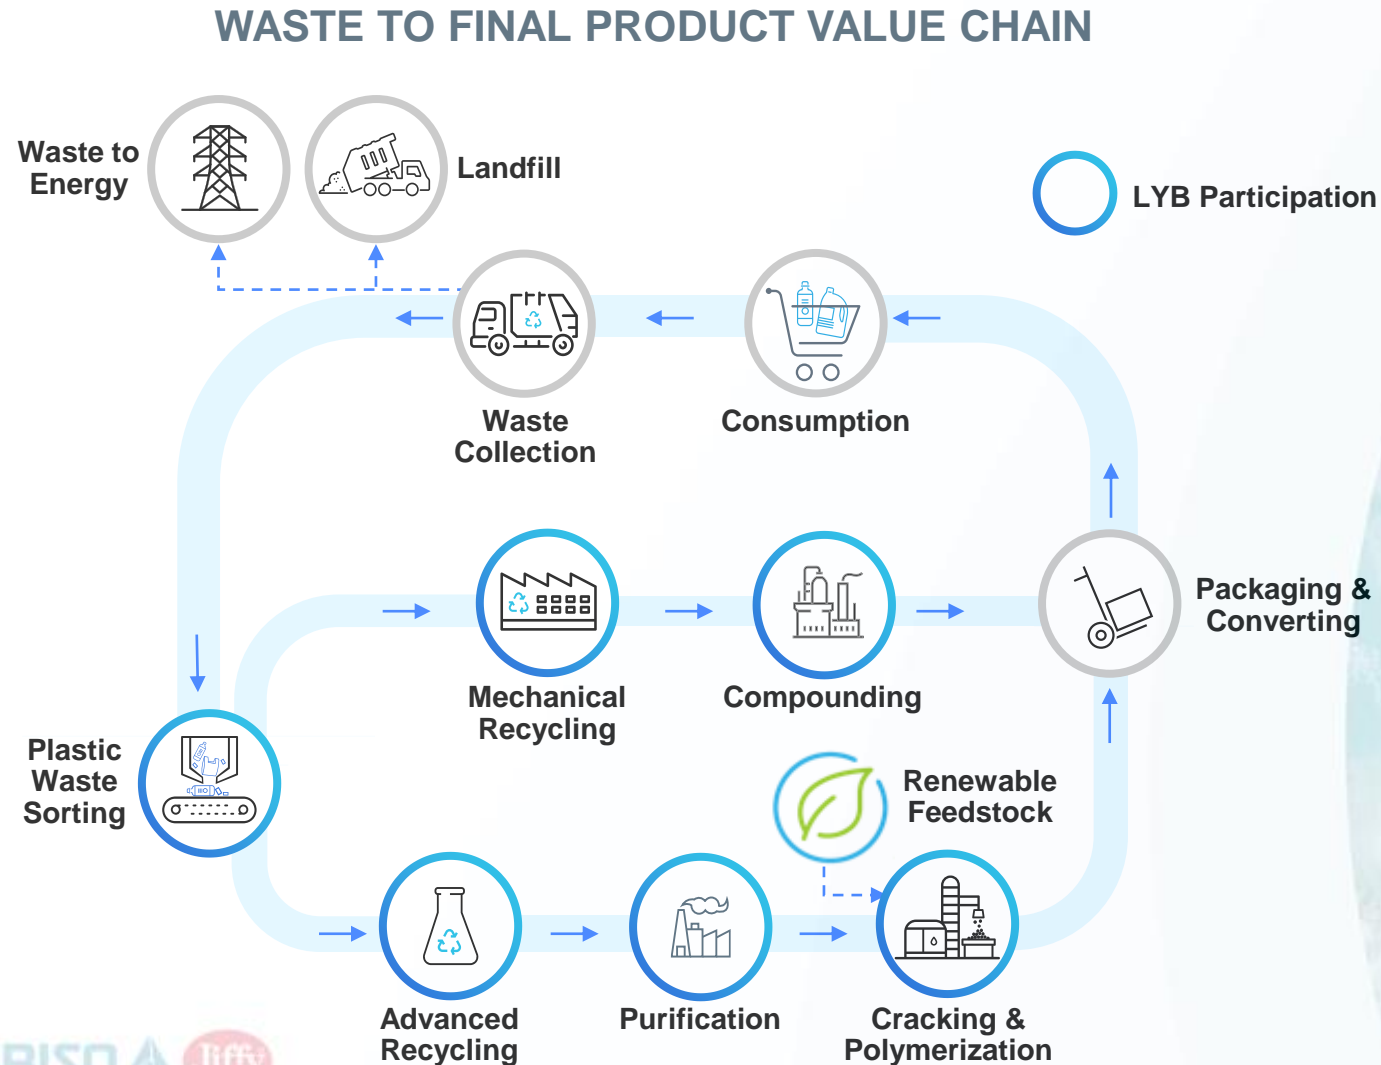 WASTE TO FINAL PRODUCT VALUE CHAIN
Waste to
Energy
Landfill
LYB Participation
Waste
Collection
Consumption
Packaging &
Converting
Mechanical
Recycling
Compounding
Plastic
Waste
Sorting
Renewable
Feedstock
Advanced
Recycling
Purification
Cracking &
Polymerization
Jiffy